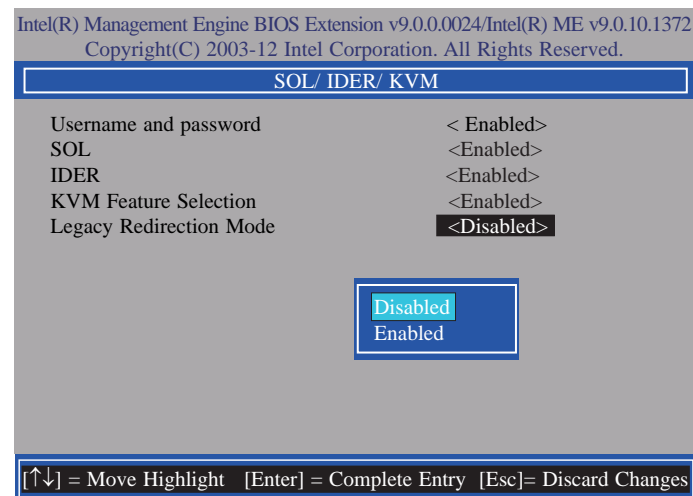 Intel(R) Management Engine BIOS Extension v9.0.0.0024/Intel(R) ME v9.0.10.1372
Copyright(C) 2003-12 Intel Corporation. All Rights Reserved.
SOL/ IDER/ KVM
Username and password < Enabled>
SOL <Enabled>
IDER <Enabled>
KVM Feature Selection <Enabled>
Legacy Redirection Mode <Disabled>
Disabled
Enabled
[↑↓] = Move Highlight [Enter] = Complete Entry [Esc]= Discard Changes